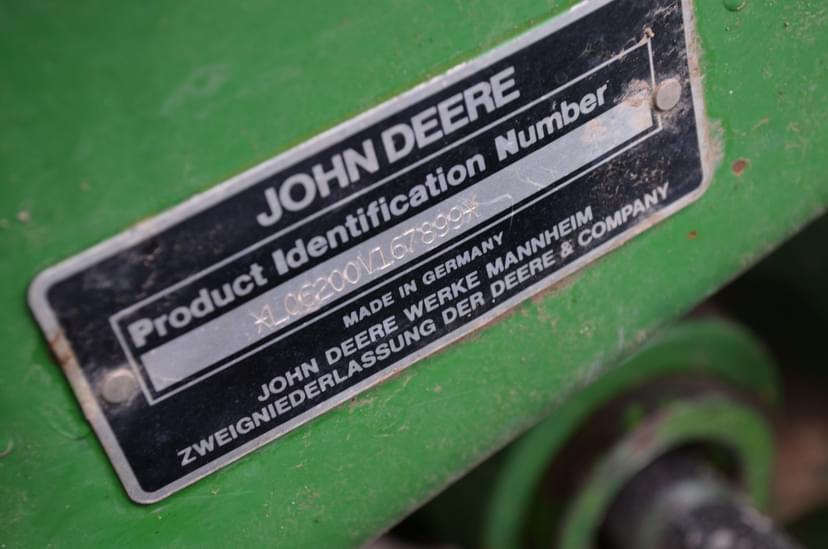 JOHN DEERE
Product Identification Number
*L06200V167899*
MADE IN GERMANY
JOHN DEERE WERKE MANNHEIM
ZWEIGNIEDERLASSUNG DER DEERE & COMPANY